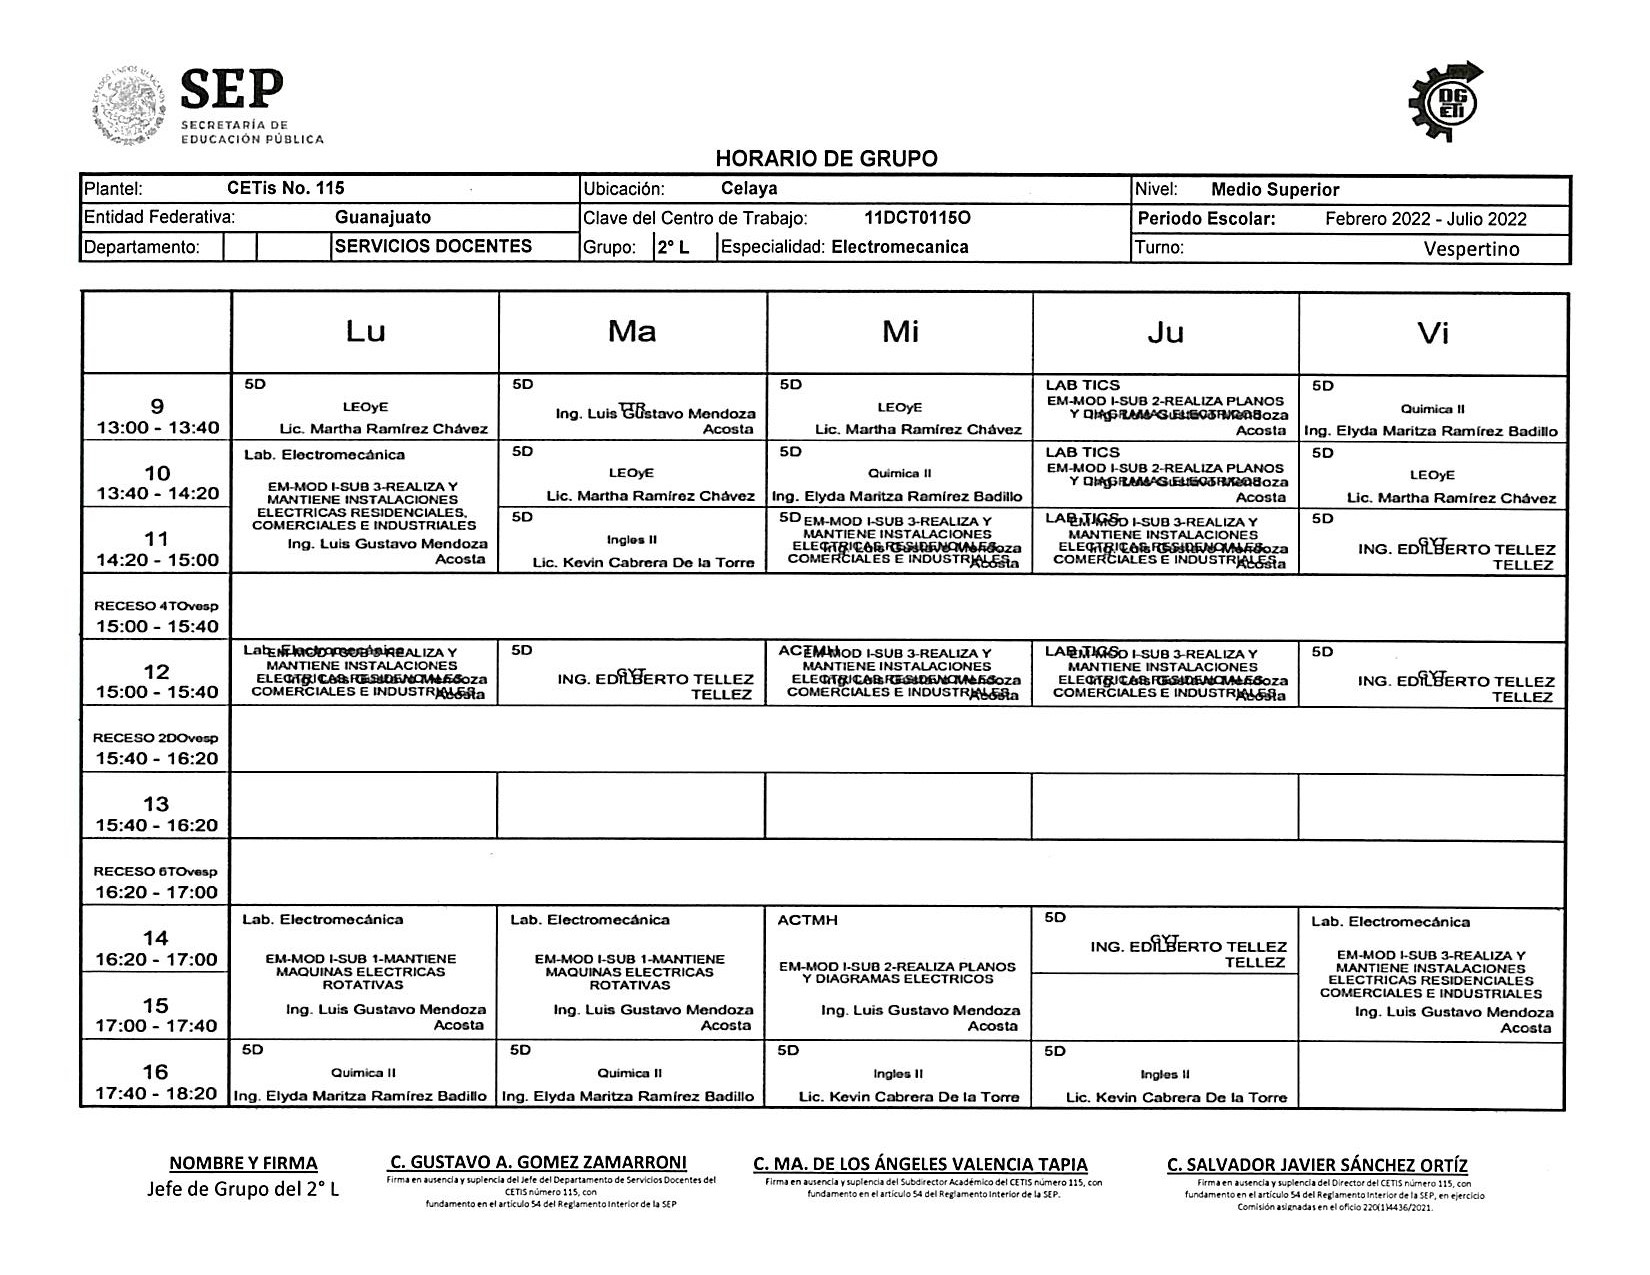 SEP
SECRETARÍA DE
EDUCACIÓN PÚBLICA
DG
ETI
HORARIO DE GRUPO
Plantel: CETis No. 115 Ubicación: Celaya Nivel: Medio Superior
Entidad Federativa: Guanajuato Clave del Centro de Trabajo: 11DCT0115O Periodo Escolar: Febrero 2022 - Julio 2022
Departamento: SERVICIOS DOCENTES Grupo: 2º L Especialidad: Electromecanica Turno: Vespertino
Lu Ma Mi Ju Vi
9
13:00 - 13:40
5D
LEOyE
Lic. Martha Ramírez Chávez
5D
TTR
Ing. Luis Gustavo Mendoza
Acosta
5D
LEOyE
Lic. Martha Ramírez Chávez
LAB TICS
EM-MOD I-SUB 2-REALIZA PLANOS
Y DIAGRAMAS ELECTRICOS
Ing. Luis Gustavo Mendoza
Acosta
5D
Quimica II
Ing. Elyda Maritza Ramírez Badillo
10
13:40 - 14:20
Lab. Electromecánica
EM-MOD I-SUB 3-REALIZA Y
MANTIENE INSTALACIONES
ELECTRICAS RESIDENCIALES,
COMERCIALES E INDUSTRIALES
Ing. Luis Gustavo Mendoza
Acosta
5D
LEOyE
Lic. Martha Ramírez Chávez
5D
Quimica II
Ing. Elyda Maritza Ramírez Badillo
LAB TICS
EM-MOD I-SUB 2-REALIZA PLANOS
Y DIAGRAMAS ELECTRICOS
Ing. Luis Gustavo Mendoza
Acosta
5D
LEOyE
Lic. Martha Ramírez Chávez
11
14:20 - 15:00
5D
Ingles II
Lic. Kevin Cabrera De la Torre
5D
EM-MOD I-SUB 3-REALIZA Y
MANTIENE INSTALACIONES
ELECTRICAS RESIDENCIALES
COMERCIALES E INDUSTRIALES
Ing. Luis Gustavo Mendoza
Acosta
LAB TICS
EM-MOD I-SUB 3-REALIZA Y
MANTIENE INSTALACIONES
ELECTRICAS RESIDENCIALES
COMERCIALES E INDUSTRIALES
Ing. Luis Gustavo Mendoza
Acosta
5D
GYT
ING. EDILBERTO TELLEZ
TELLEZ
RECESO 4TOvesp
15:00 - 15:40
12
15:00 - 15:40
Lab. Electromecánica
EM-MOD I-SUB 3-REALIZA Y
MANTIENE INSTALACIONES
ELECTRICAS RESIDENCIALES
COMERCIALES E INDUSTRIALES
Ing. Luis Gustavo Mendoza
Acosta
5D
GYT
ING. EDILBERTO TELLEZ
TELLEZ
ACTMH
EM-MOD I-SUB 3-REALIZA Y
MANTIENE INSTALACIONES
ELECTRICAS RESIDENCIALES
COMERCIALES E INDUSTRIALES
Ing. Luis Gustavo Mendoza
Acosta
LAB TICS
EM-MOD I-SUB 3-REALIZA Y
MANTIENE INSTALACIONES
ELECTRICAS RESIDENCIALES
COMERCIALES E INDUSTRIALES
Ing. Luis Gustavo Mendoza
Acosta
5D
GYT
ING. EDILBERTO TELLEZ
TELLEZ
RECESO 2DOvesp
15:40 - 16:20
13
15:40 - 16:20
RECESO 6TOvesp
16:20 - 17:00
14
16:20 - 17:00
15
17:00 - 17:40
Lab. Electromecánica
EM-MOD I-SUB 1-MANTIENE
MAQUINAS ELECTRICAS
ROTATIVAS
Ing. Luis Gustavo Mendoza
Acosta
Lab. Electromecánica
EM-MOD I-SUB 1-MANTIENE
MAQUINAS ELECTRICAS
ROTATIVAS
Ing. Luis Gustavo Mendoza
Acosta
ACTMH
EM-MOD I-SUB 2-REALIZA PLANOS
Y DIAGRAMAS ELECTRICOS
Ing. Luis Gustavo Mendoza
Acosta
5D
GYT
ING. EDILBERTO TELLEZ
TELLEZ
Lab. Electromecánica
EM-MOD I-SUB 3-REALIZA Y
MANTIENE INSTALACIONES
ELECTRICAS RESIDENCIALES
COMERCIALES E INDUSTRIALES
Ing. Luis Gustavo Mendoza
Acosta
16
17:40 - 18:20
5D
Quimica II
Ing. Elyda Maritza Ramírez Badillo
5D
Quimica II
Ing. Elyda Maritza Ramírez Badillo
5D
Ingles II
Lic. Kevin Cabrera De la Torre
5D
Ingles II
Lic. Kevin Cabrera De la Torre
NOMBRE Y FIRMA
Jefe de Grupo del 2° L
C. GUSTAVO A. GOMEZ ZAMARRONI
Firma en ausencia y suplencia del Jefe del Departamento de Servicios Docentes del
CETIS número 115, con
fundamento en el artículo 54 del Reglamento Interior de la SEP
C. MA. DE LOS ÁNGELES VALENCIA TAPIA
Firma en ausencia y suplencia del Subdirector Académico del CETIS número 115, con
fundamento en el artículo 54 del Reglamento Interior de la SEP.
C. SALVADOR JAVIER SÁNCHEZ ORTÍZ
Firma en ausencia y suplencia del Director del CETIS número 115, con
fundamento en el artículo 54 del Reglamento Interior de la SEP, en ejercicio
Comisión asignadas en el oficio 220(1)4436/2021.